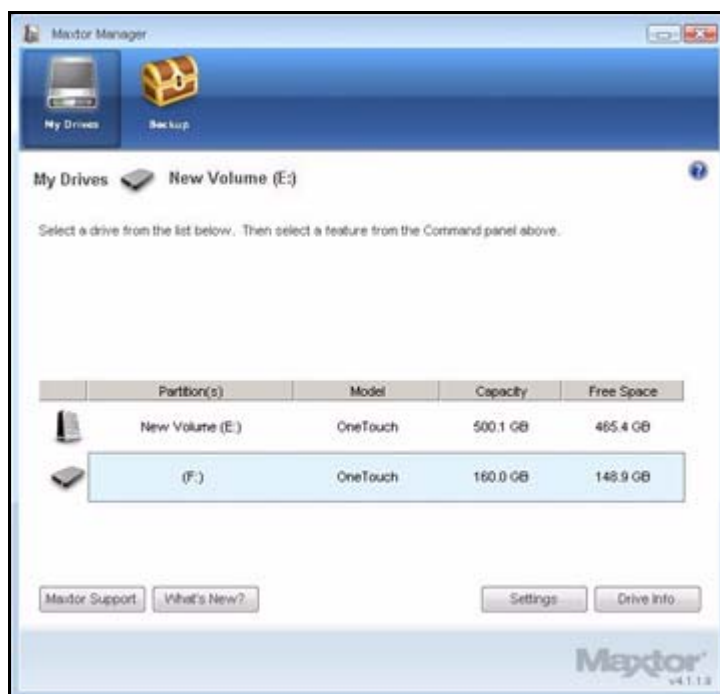 Maxtor Manager
My Drives
Backup
My Drives New Volume (E:)
Select a drive from the list below. Then select a feature from the Command panel above.
Partition(s) Model Capacity Free Space
New Volume (E:) OneTouch 500.1 GB 465.4 GB
(F:) OneTouch 160.0 GB 148.9 GB
Maxtor Support What's New? Settings Drive Info
Maxtor